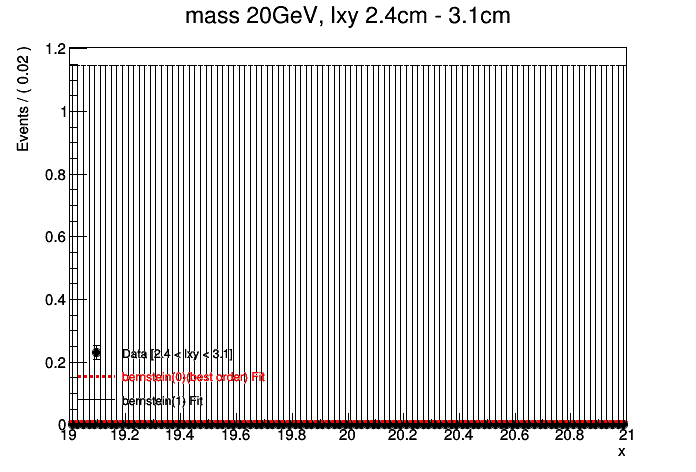 mass 20GeV, lxy 2.4cm - 3.1cm
Events / ( 0.02 )
1.2
1
0.8
0.6
0.4
0.2
0
Data [2.4 < lxy < 3.1]
bernstein(0)(best order) Fit
bernstein(1) Fit
19 19.2 19.4 19.6 19.8 20 20.2 20.4 20.6 20.8 21
x